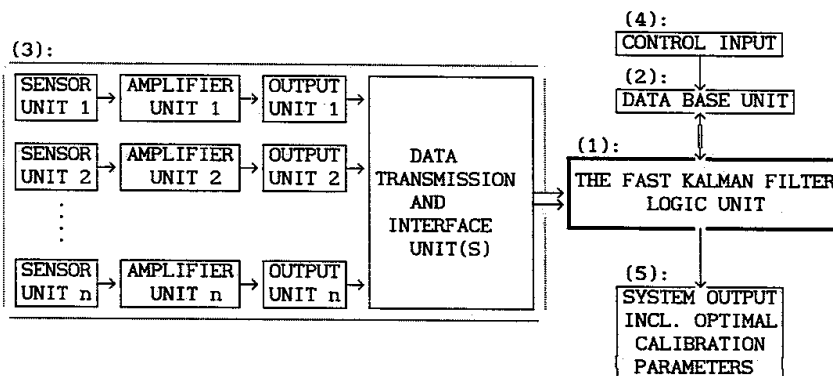 (3):
SENSOR UNIT 1
AMPLIFIER UNIT 1
OUTPUT UNIT 1
SENSOR UNIT 2
AMPLIFIER UNIT 2
OUTPUT UNIT 2
SENSOR UNIT n
AMPLIFIER UNIT n
OUTPUT UNIT n
DATA
TRANSMISSION
AND
INTERFACE
UNIT(S)
(4):
CONTROL INPUT
(2):
DATA BASE UNIT
(1):
THE FAST KALMAN FILTER
LOGIC UNIT
(5):
SYSTEM OUTPUT
INCL. OPTIMAL
CALIBRATION
PARAMETERS